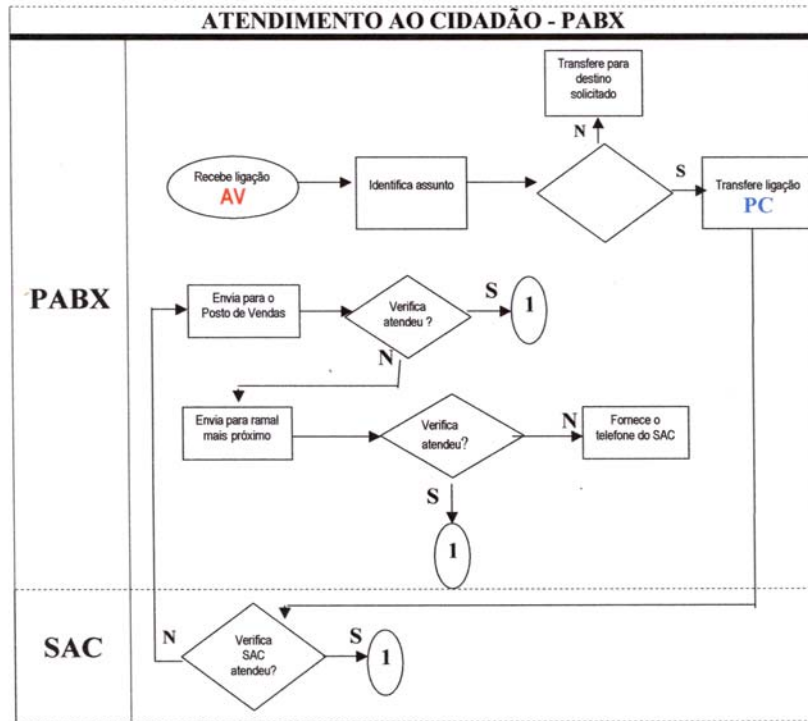 ATENDIMENTO AO CIDADÃO - PABX
Transfere para
destino
solicitado
N
Recebe ligação
AV
Identifica assunto
S
Transfere ligação
PC
PABX
Envia para o
Posto de Vendas
Verifica
atendeu ?
S
1
N
Envia para ramal
mais próximo
Verifica
atendeu?
N
Fornece o
telefone do SAC
S
1
SAC
N
Verifica
SAC
atendeu?
S
1